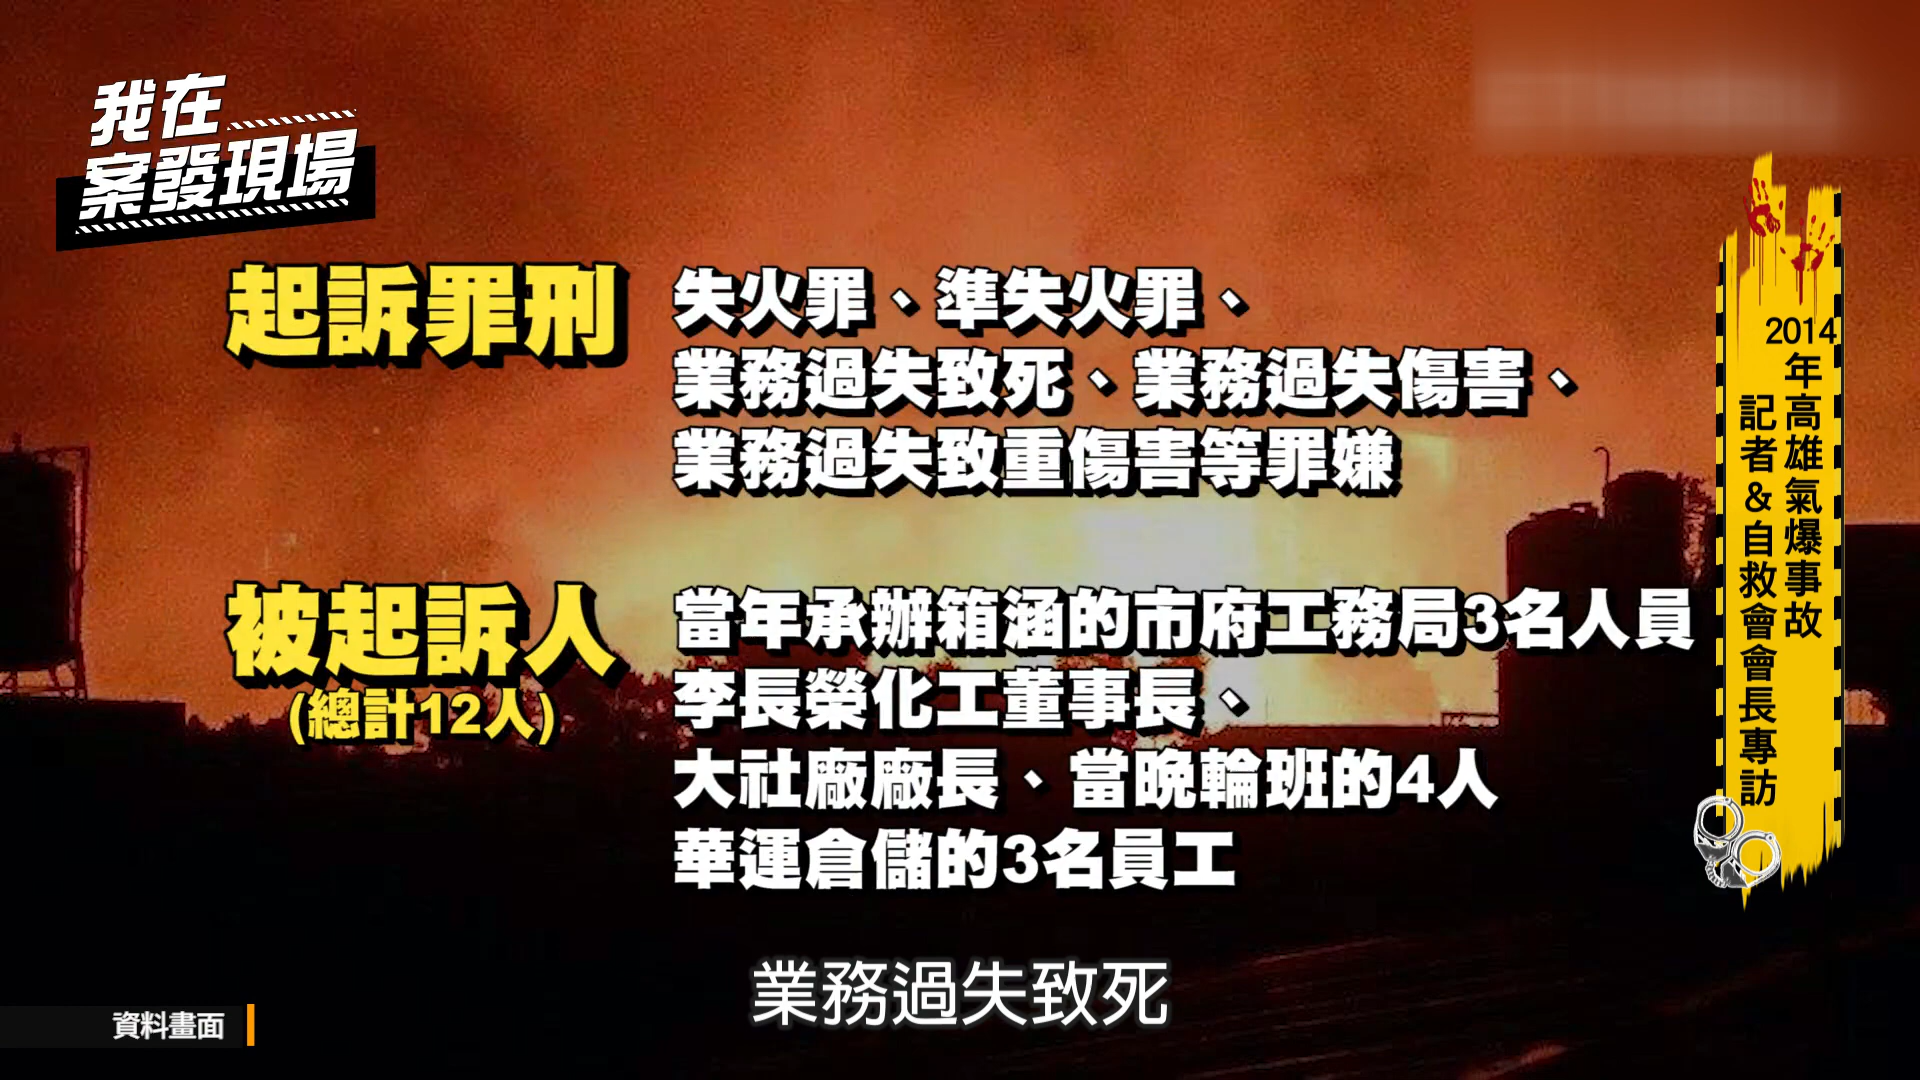 我在
案發現場
起訴罪刑
失火罪、準失火罪、
業務過失致死、業務過失傷害、
業務過失致重傷害等罪嫌
被起訴人
(總計12人)
當年承辦箱涵的市府工務局3名人員
李長榮化工董事長、
大社廠廠長、當晚輪班的4人
華運倉儲的3名員工
2014年高雄氣爆事故
記者&自救會會長專訪
業務過失致死
資料畫面